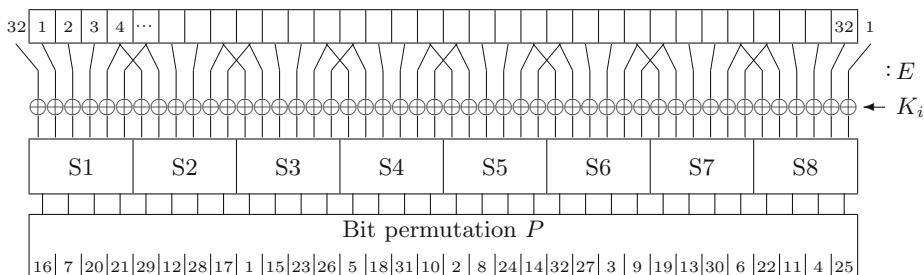 32 1 2 3 4 ... 32 1
: E
K_i
S1 S2 S3 S4 S5 S6 S7 S8
Bit permutation P
16 7 20 21 29 12 28 17 1 15 23 26 5 18 31 10 2 8 24 14 32 27 3 9 19 13 30 6 22 11 4 25